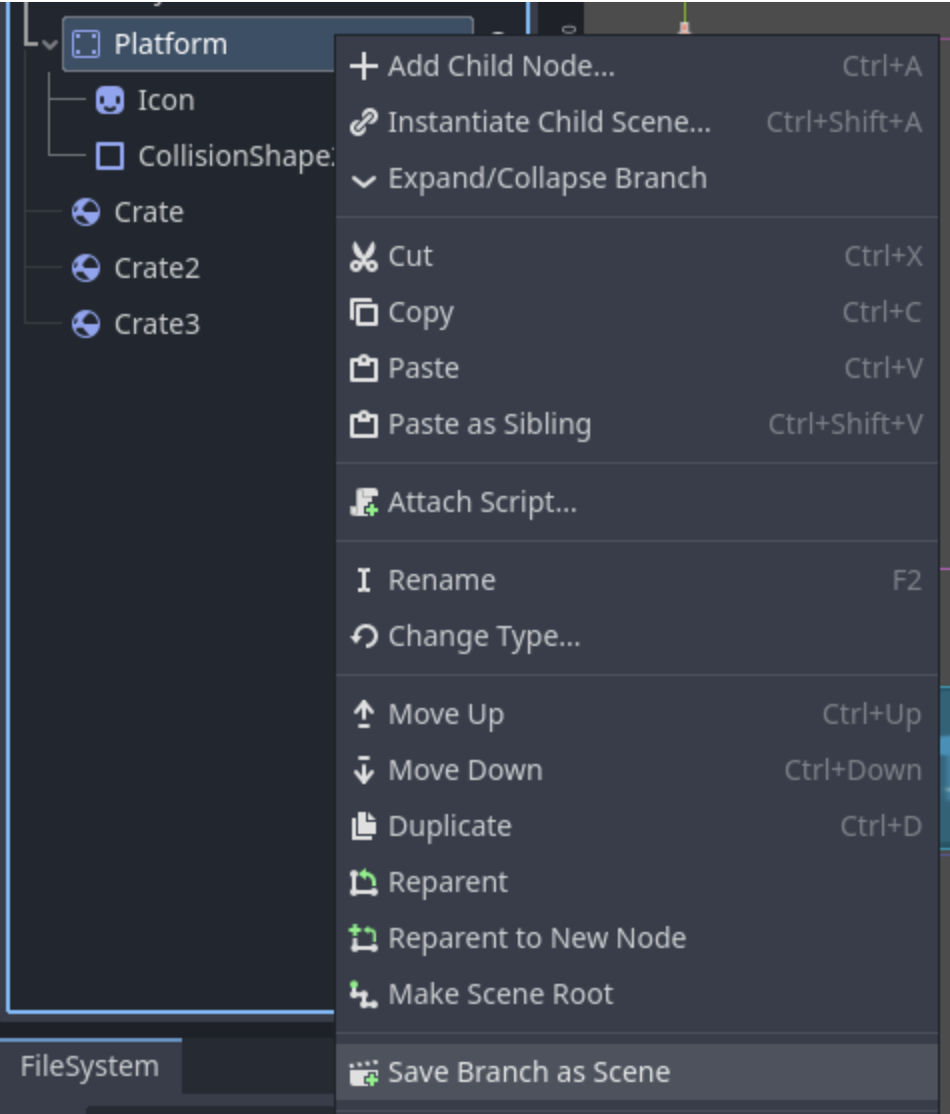 Platform
Icon
CollisionShape
Crate
Crate2
Crate3
Add Child Node... Ctrl+A
Instantiate Child Scene... Ctrl+Shift+A
Expand/Collapse Branch
Cut Ctrl+X
Copy Ctrl+C
Paste Ctrl+V
Paste as Sibling Ctrl+Shift+V
Attach Script...
Rename F2
Change Type...
Move Up Ctrl+Up
Move Down Ctrl+Down
Duplicate Ctrl+D
Reparent
Reparent to New Node
Make Scene Root
FileSystem
Save Branch as Scene